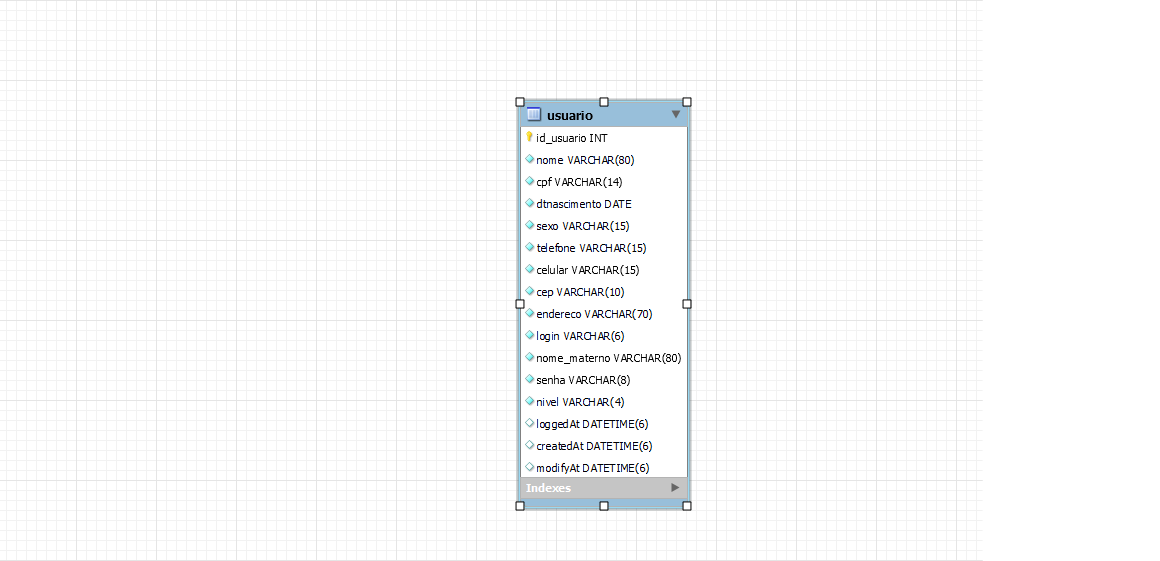 usuario
id_usuario INT
nome VARCHAR(80)
cpf VARCHAR(14)
dtnascimento DATE
sexo VARCHAR(15)
telefone VARCHAR(15)
celular VARCHAR(15)
cep VARCHAR(10)
endereco VARCHAR(70)
login VARCHAR(6)
nome_materno VARCHAR(80)
senha VARCHAR(8)
nivel VARCHAR(4)
loggedAt DATETIME(6)
createdAt DATETIME(6)
modifyAt DATETIME(6)
Indexes